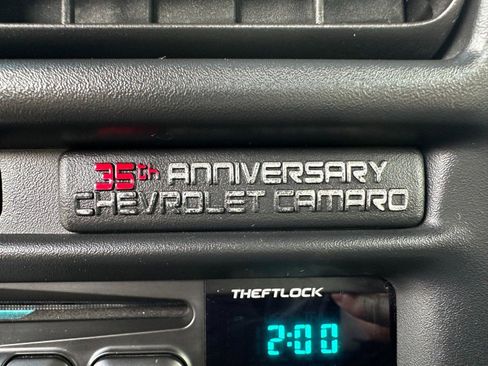 35th ANNIVERSARY
CHEVROLET CAMARO
THEFTLOCK
2:00